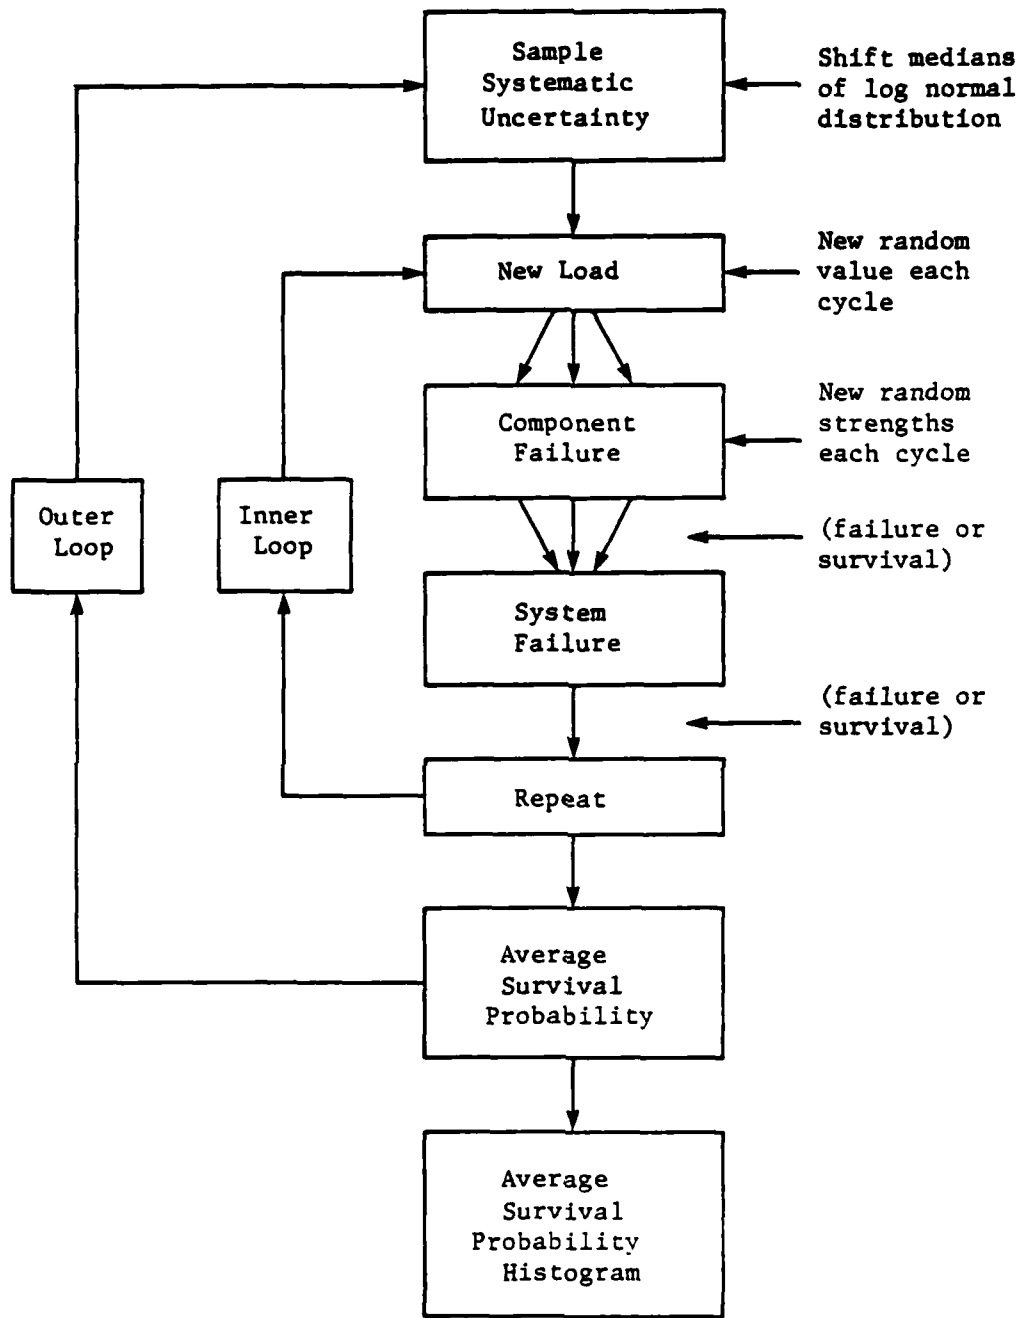 Sample
Systematic
Uncertainty
Shift medians
of log normal
distribution
New Load
New random
value each
cycle
Component
Failure
New random
strengths
each cycle
Outer
Loop
Inner
Loop
(failure or
survival)
System
Failure
(failure or
survival)
Repeat
Average
Survival
Probability
Average
Survival
Probability
Histogram